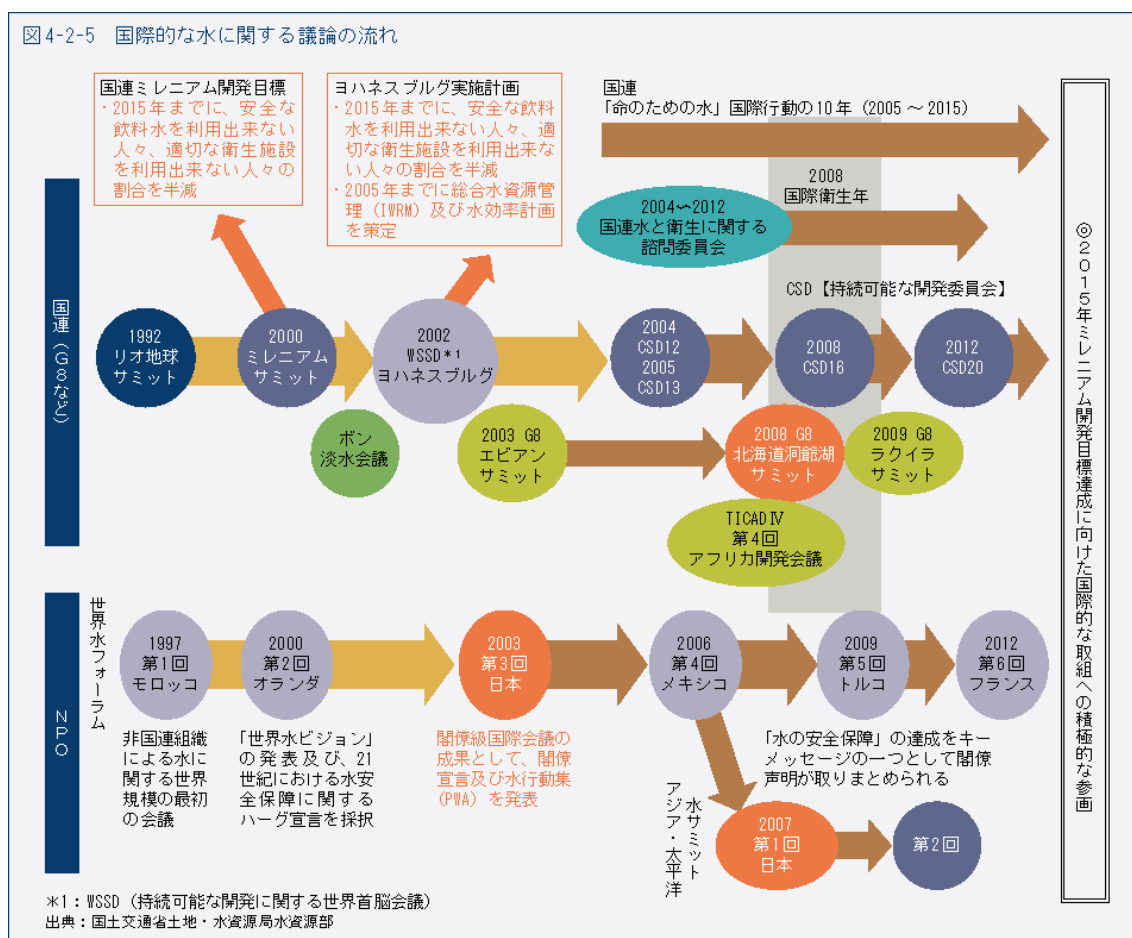 図4-2-5 国際的な水に関する議論の流れ
国連ミレニアム開発目標
・2015年までに、安全な
飲料水を利用出来ない
人々、適切な衛生施設
を利用出来ない人々の
割合を半減
ヨハネスブルグ実施計画
・2015年までに、安全な飲料
水を利用出来ない人々、適
切な衛生施設を利用出来な
い人々の割合を半減
・2005年までに総合水資源管
理(IWRM)及び水効率計画
を策定
国連
「命のための水」国際行動の10年(2005～2015)
2008
国際衛生年
2004～2012
国連水と衛生に関する
諮問委員会
CSD【持続可能な開発委員会】
国連(G8など)
1992
リオ地球
サミット
2000
ミレニアム
サミット
2002
WSSD*1
ヨハネスブルグ
2004
CSD12
2005
CSD13
2008
CSD16
2012
CSD20
ボン
淡水会議
2003 G8
エビアン
サミット
2008 G8
北海道洞爺湖
サミット
2009 G8
ラクイラ
サミット
TICADⅣ
第4回
アフリカ開発会議
NPO
世界水フォーラム
1997
第1回
モロッコ
2000
第2回
オランダ
2003
第3回
日本
2006
第4回
メキシコ
2009
第5回
トルコ
2012
第6回
フランス
非国連組織
による水に
関する世界
規模の最初
の会議
「世界水ビジョン」
の発表及び、21
世紀における水安
全保障に関する
ハーグ宣言を採択
閣僚級国際会議の
成果として、閣僚
宣言及び水行動集
(PWA)を発表
「水の安全保障」の達成をキー
メッセージの一つとして閣僚
声明が取りまとめられる
アジア・太平洋
水サミット
2007
第1回
日本
第2回
◎2015年ミレニアム開発目標達成に向けた国際的な取組への積極的な参画
*1:WSSD(持続可能な開発に関する世界首脳会議)
出典:国土交通省土地・水資源局水資源部